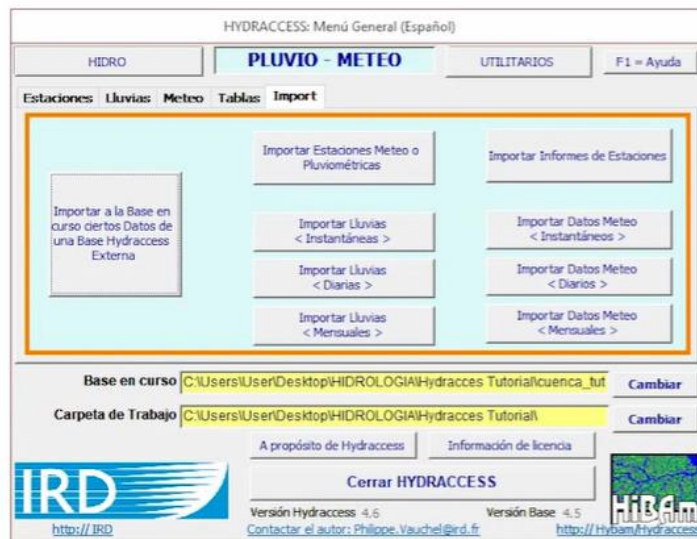 HYDRACCESS: Menú General (Español)
HIDRO
PLUVIO - METEO
UTILITARIOS
F1 = Ayuda
Estaciones Lluvias Meteo Tablas Import
Importar a la Base en
curso ciertos Datos de
una Base Hydraccess
Externa
Importar Estaciones Meteo o
Pluviométricas
Importar Informes de Estaciones
Importar Lluvias
< Instantáneas >
Importar Datos Meteo
< Instantáneos >
Importar Lluvias
< Diarias >
Importar Datos Meteo
< Diarios >
Importar Lluvias
< Mensuales >
Importar Datos Meteo
< Mensuales >
Base en curso C:\Users\User\Desktop\HIDROLOGIA\Hydracces Tutorial\cuenca_tut Cambiar
Carpeta de Trabajo C:\Users\User\Desktop\HIDROLOGIA\Hydracces Tutorial\ Cambiar
A propósito de Hydraccess
Información de licencia
IRD
Cerrar HYDRACCESS
HiBAm
Versión Hydraccess 4.6
Versión Base 4.5
http://IRD
Contactar el autor: Philippe.Vauchel@ird.fr
http://Hybam/Hydraccess